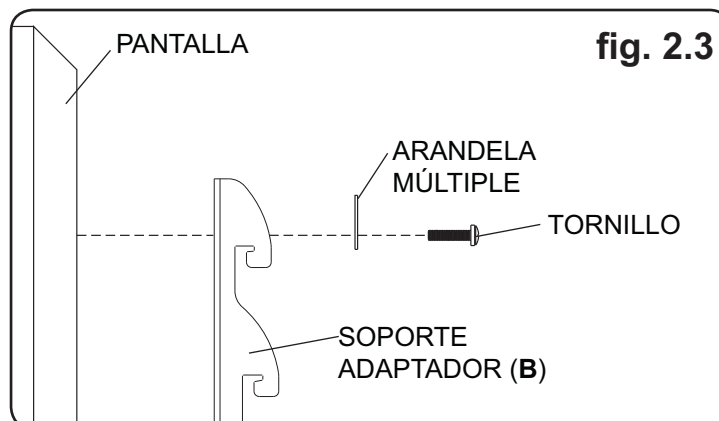 PANTALLA
fig. 2.3
ARANDELA
MÚLTIPLE
TORNILLO
SOPORTE
ADAPTADOR (B)